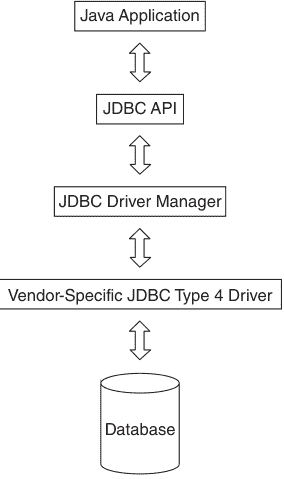 Java Application
JDBC API
JDBC Driver Manager
Vendor-Specific JDBC Type 4 Driver
Database